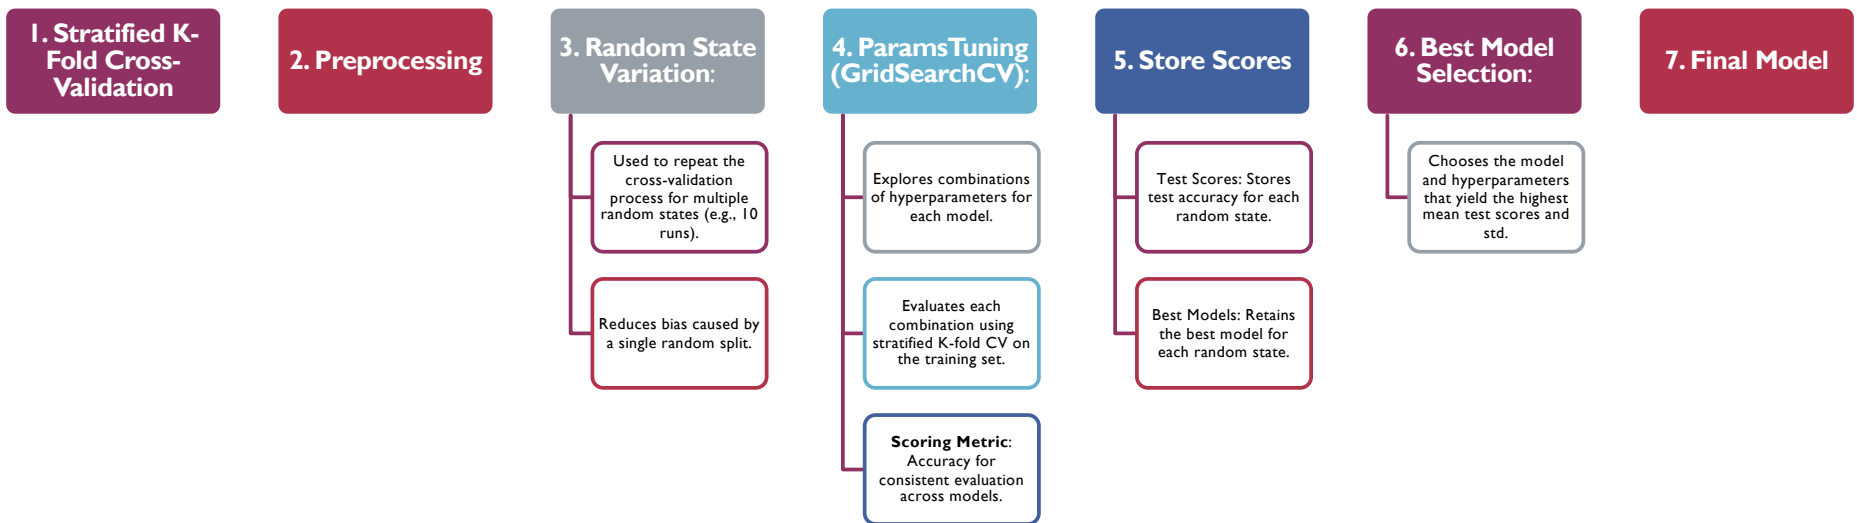 1. Stratified K-
Fold Cross-
Validation
2. Preprocessing
3. Random State
Variation:
Used to repeat the
cross-validation
process for multiple
random states (e.g., 10
runs).
Reduces bias caused by
a single random split.
4. ParamsTuning
(GridSearchCV):
Explores combinations
of hyperparameters for
each model.
Evaluates each
combination using
stratified K-fold CV on
the training set.
Scoring Metric:
Accuracy for
consistent evaluation
across models.
5. Store Scores
Test Scores: Stores
test accuracy for each
random state.
Best Models: Retains
the best model for
each random state.
6. Best Model
Selection:
Chooses the model
and hyperparameters
that yield the highest
mean test scores and
std.
7. Final Model